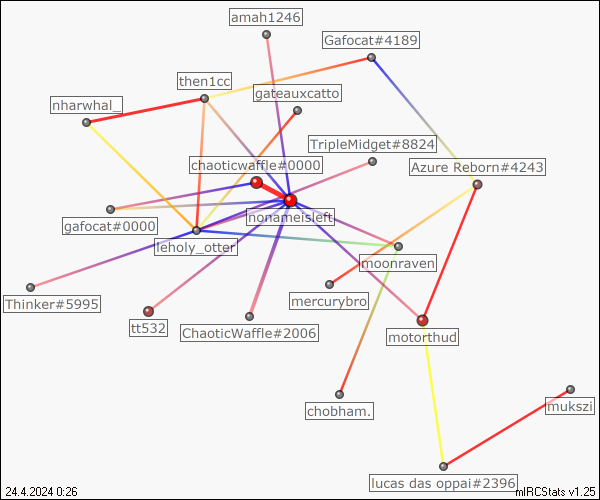 amah1246
Gafocat#4189
then1cc
gateauxcatto
nharwhal_
TripleMidget#8824
chaoticwaffle#0000
Azure Reborn#4243
nonameisleft
gafocat#0000
leholy_otter
moonraven
Thinker#5995
mercurybro
tt532
ChaoticWaffle#2006
motorthud
chobham.
mukszi
lucas das oppai#2396
24.4.2024 0:26
mIRCStats v1.25